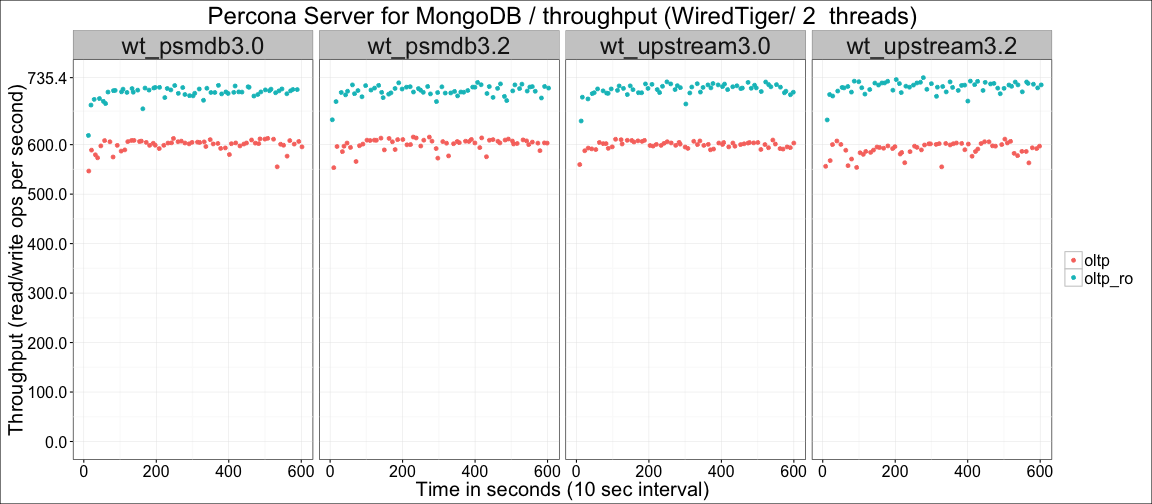 Percona Server for MongoDB / throughput (WiredTiger/ 2  threads)
wt_psmdb3.0 wt_psmdb3.2 wt_upstream3.0 wt_upstream3.2
Throughput (read/write ops per second)
735.4
600.0
500.0
400.0
300.0
200.0
100.0
0.0
0 200 400 600 0 200 400 600 0 200 400 600 0 200 400 600
Time in seconds (10 sec interval)
oltp
oltp_ro